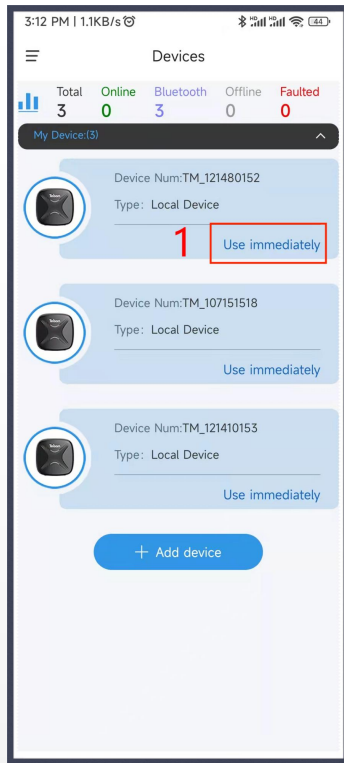 3:12 PM | 1.1KB/s
44
Devices
Total Online Bluetooth Offline Faulted
3 0 3 0 0
My Device:(3)
Device Num:TM_121480152
Type: Local Device
1 Use immediately
Device Num:TM_107151518
Type: Local Device
Use immediately
Device Num:TM_121410153
Type: Local Device
Use immediately
+ Add device